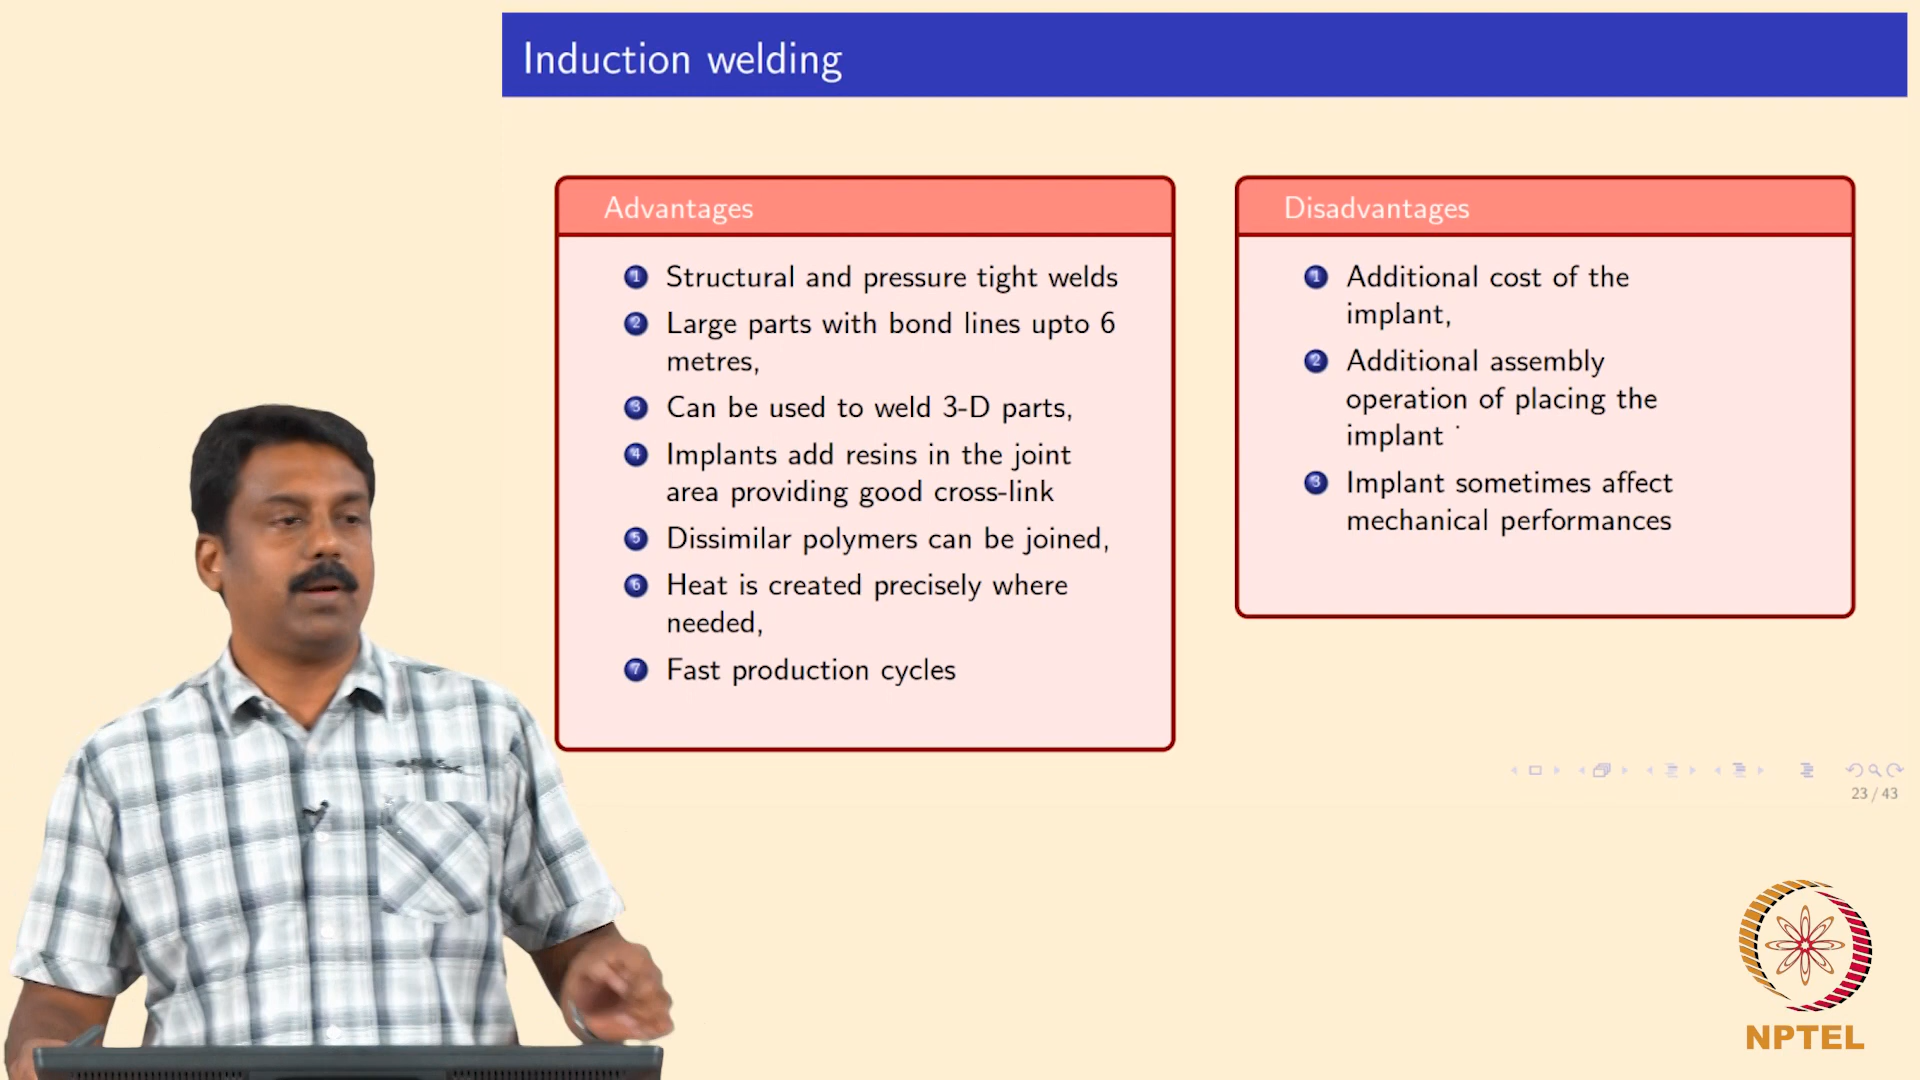 Induction welding
Advantages
1 Structural and pressure tight welds
2 Large parts with bond lines upto 6
metres,
3 Can be used to weld 3-D parts,
4 Implants add resins in the joint
area providing good cross-link
5 Dissimilar polymers can be joined,
6 Heat is created precisely where
needed,
7 Fast production cycles
Disadvantages
1 Additional cost of the
implant,
2 Additional assembly
operation of placing the
implant
3 Implant sometimes affect
mechanical performances
23 / 43
NPTEL